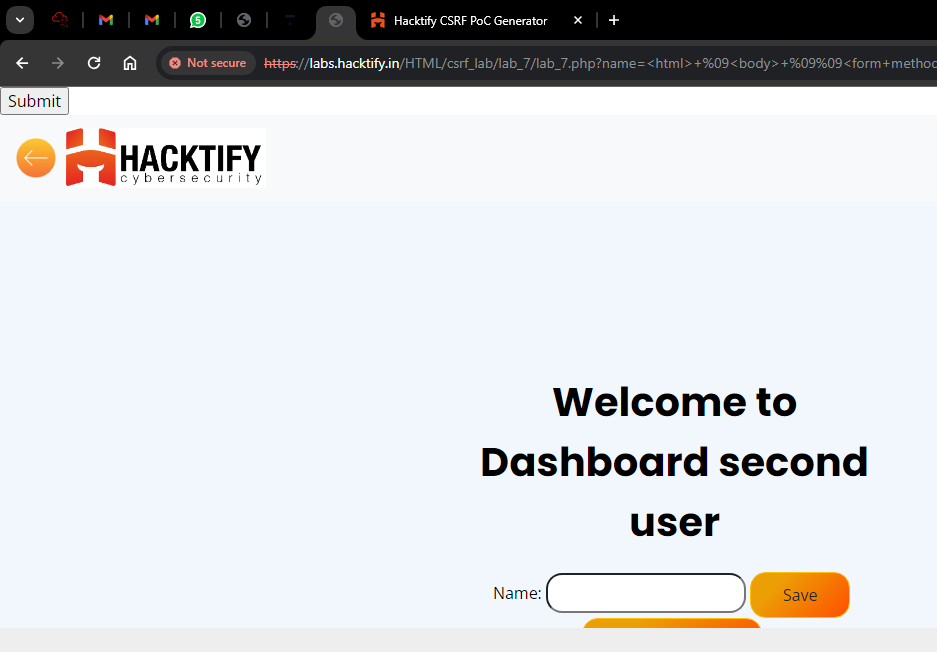 5
Hacktify CSRF PoC Generator
Not secure https://labs.hacktify.in/HTML/csrf_lab/lab_7/lab_7.php?name=<html>+%09<body>+%09%09<form+method
Submit
HACKTIFY
cybersecurity
Welcome to
Dashboard second
user
Name:
Save